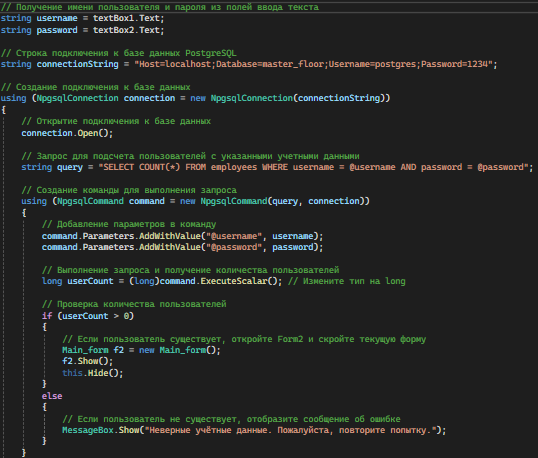 // Получение имени пользователя и пароля из полей ввода текста
string username = textBox1.Text;
string password = textBox2.Text;
// Строка подключения к базе данных PostgreSQL
string connectionString = "Host=localhost;Database=master_floor;Username=postgres;Password=1234";
// Создание подключения к базе данных
using (NpgsqlConnection connection = new NpgsqlConnection(connectionString))
{
// Открытие подключения к базе данных
connection.Open();
// Запрос для подсчета пользователей с указанными учетными данными
string query = "SELECT COUNT(*) FROM employees WHERE username = @username AND password = @password";
// Создание команды для выполнения запроса
using (NpgsqlCommand command = new NpgsqlCommand(query, connection))
{
// Добавление параметров в команду
command.Parameters.AddWithValue("@username", username);
command.Parameters.AddWithValue("@password", password);
// Выполнение запроса и получение количества пользователей
long userCount = (long)command.ExecuteScalar(); // Измените тип на long
// Проверка количества пользователей
if (userCount > 0)
{
// Если пользователь существует, откройте Form2 и скройте текущую форму
Main_form f2 = new Main_form();
f2.Show();
this.Hide();
}
else
{
// Если пользователь не существует, отобразите сообщение об ошибке
MessageBox.Show("Неверные учётные данные. Пожалуйста, повторите попытку.");
}
}